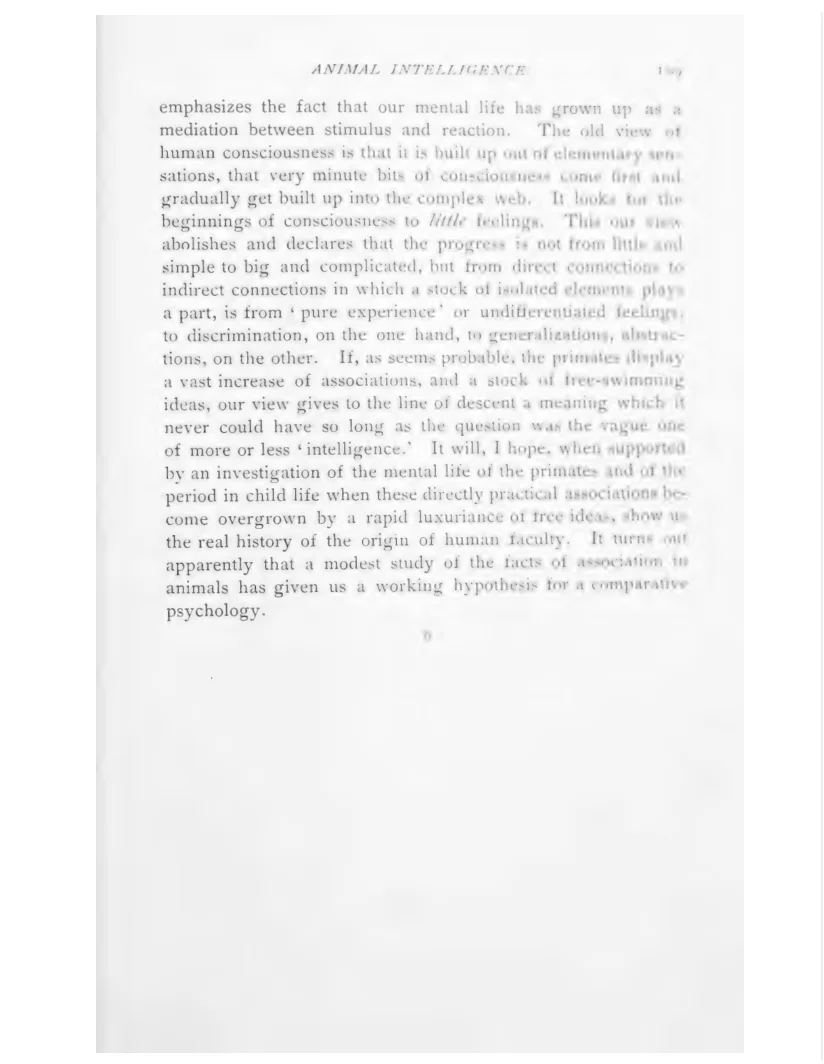 ANIMAL INTELLIGENCE
emphasizes the fact that our mental life has grown up as a
mediation between stimulus and reaction. The old view of
human consciousness is that it is built up out of elementary sen-
sations, that very minute bits of consciousness come first and
gradually get built up into the complex web. It looks for the
beginnings of consciousness to little feelings. This our view
abolishes and declares that the progress is not from little and
simple to big and complicated, but from direct connections to
indirect connections in which a stock of isolated elements plays
a part, is from ‘ pure experience’ or undifferentiated feelings,
to discrimination, on the one hand, to generalizations, abstrac-
tions, on the other. If, as seems probable, the primates display
a vast increase of associations, and a stock of free-swimming
ideas, our view gives to the line of descent a meaning which it
never could have so long as the question was the vague one
of more or less ‘ intelligence.’ It will, I hope, when supported
by an investigation of the mental life of the primates and of the
period in child life when these directly practical associations be-
come overgrown by a rapid luxuriance of free ideas, show us
the real history of the origin of human faculty. It turns out
apparently that a modest study of the facts of association in
animals has given us a working hypothesis for a comparative
psychology.